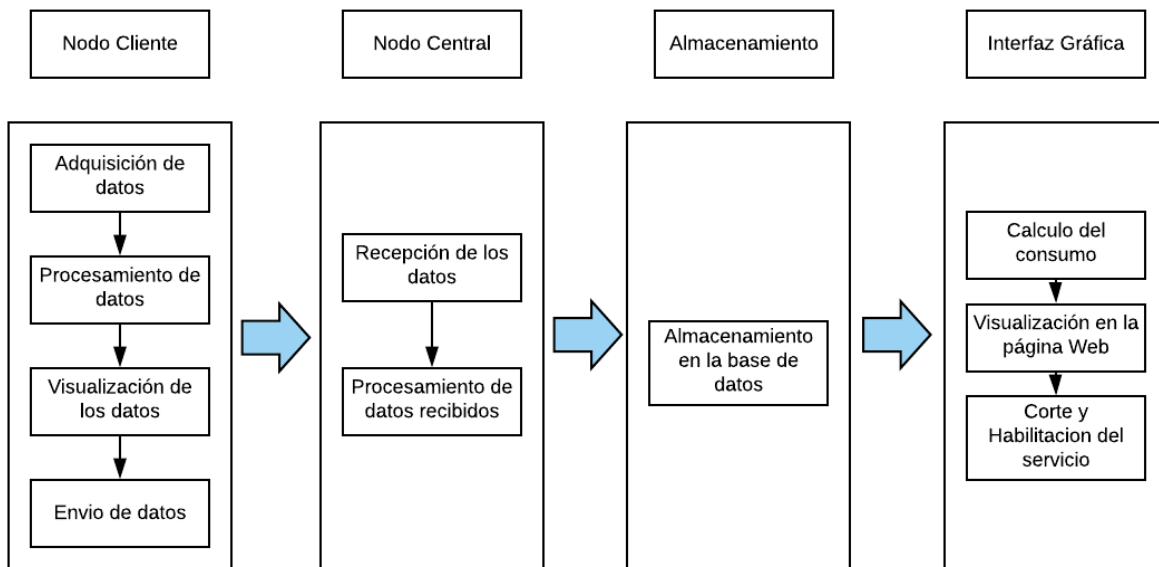 Nodo Cliente
Nodo Central
Almacenamiento
Interfaz Gráfica
Adquisición de
datos
Procesamiento de
datos
Visualización de
los datos
Envio de datos
Recepción de los
datos
Procesamiento de
datos recibidos
Almacenamiento
en la base de
datos
Calculo del
consumo
Visualización en la
página Web
Corte y
Habilitacion del
servicio